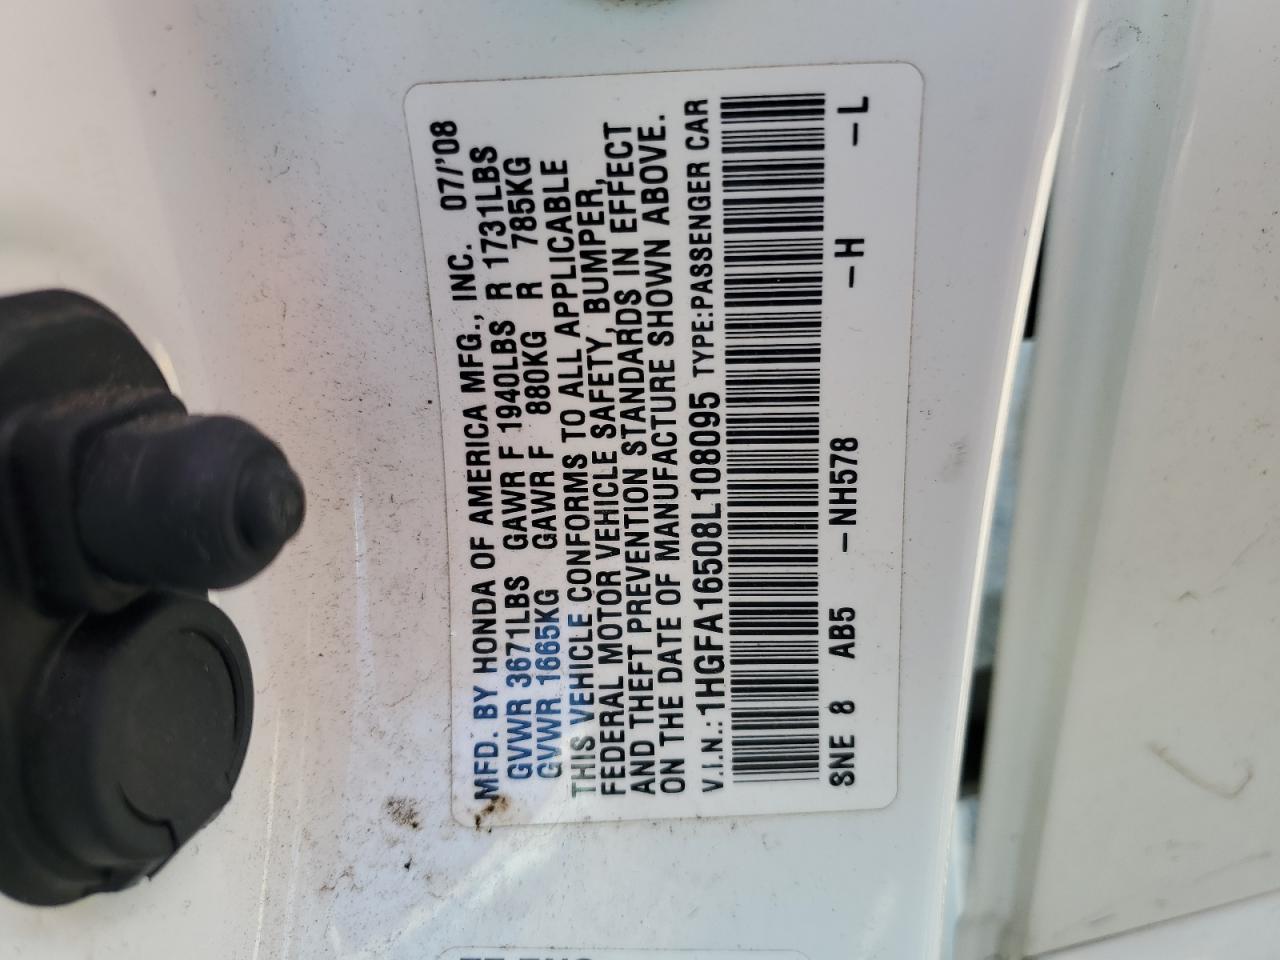 MFD. BY HONDA OF AMERICA MFG., INC. 07/'08
GVWR 3671LBS GAWR F 1940LBS R 1731LBS
GVWR 1665KG GAWR F 880KG R 785KG
THIS VEHICLE CONFORMS TO ALL APPLICABLE
FEDERAL MOTOR VEHICLE SAFETY, BUMPER,
AND THEFT PREVENTION STANDARDS IN EFFECT
ON THE DATE OF MANUFACTURE SHOWN ABOVE.
V.I.N.: 1HGFA16508L108095 TYPE:PASSENGER CAR
SNE 8 AB5 -NH578 -H -L